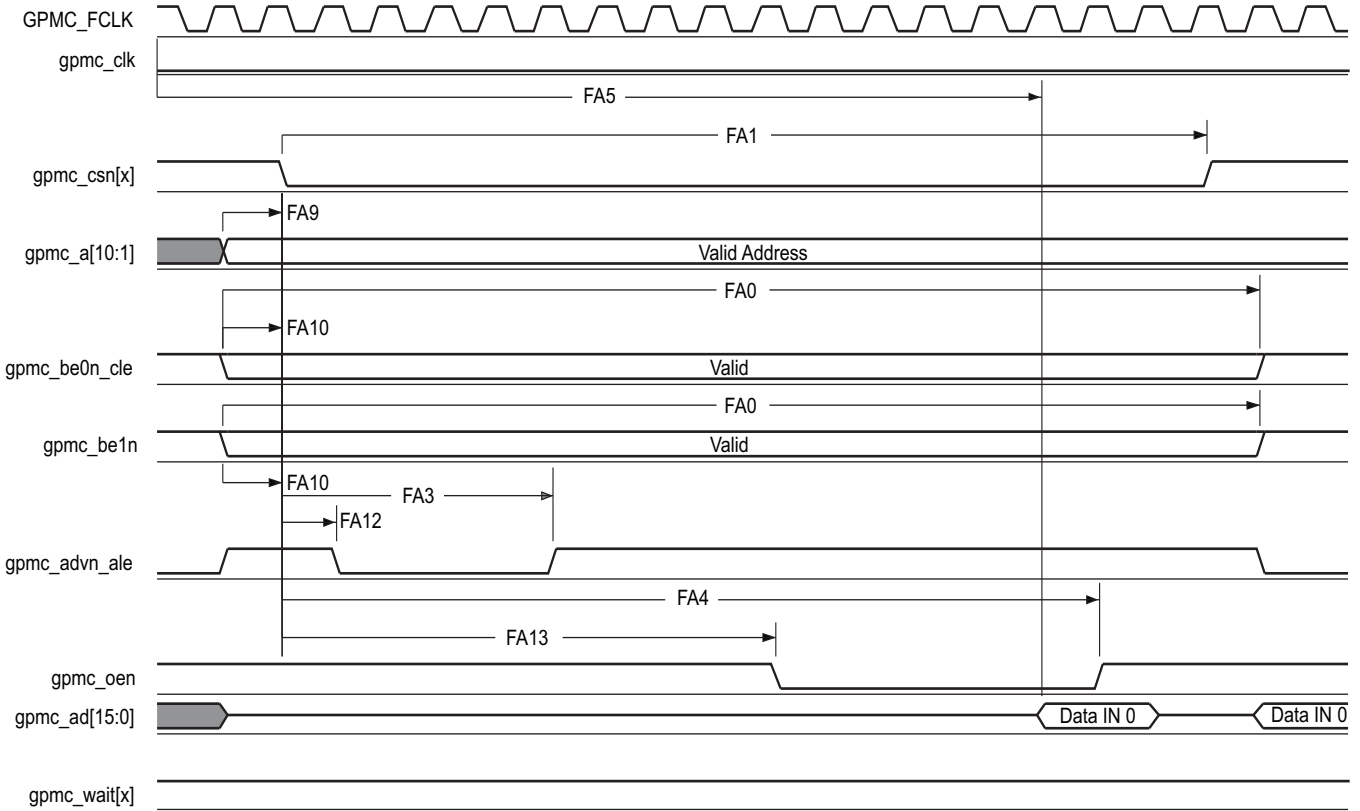 GPMC_FCLK
gpmc_clk
FA5
FA1
gpmc_csn[x]
FA9
gpmc_a[10:1]
Valid Address
FA0
FA10
gpmc_be0n_cle
Valid
FA0
gpmc_be1n
Valid
FA10
FA3
FA12
gpmc_advn_ale
FA4
FA13
gpmc_oen
gpmc_ad[15:0]
Data IN 0
Data IN 0
gpmc_wait[x]